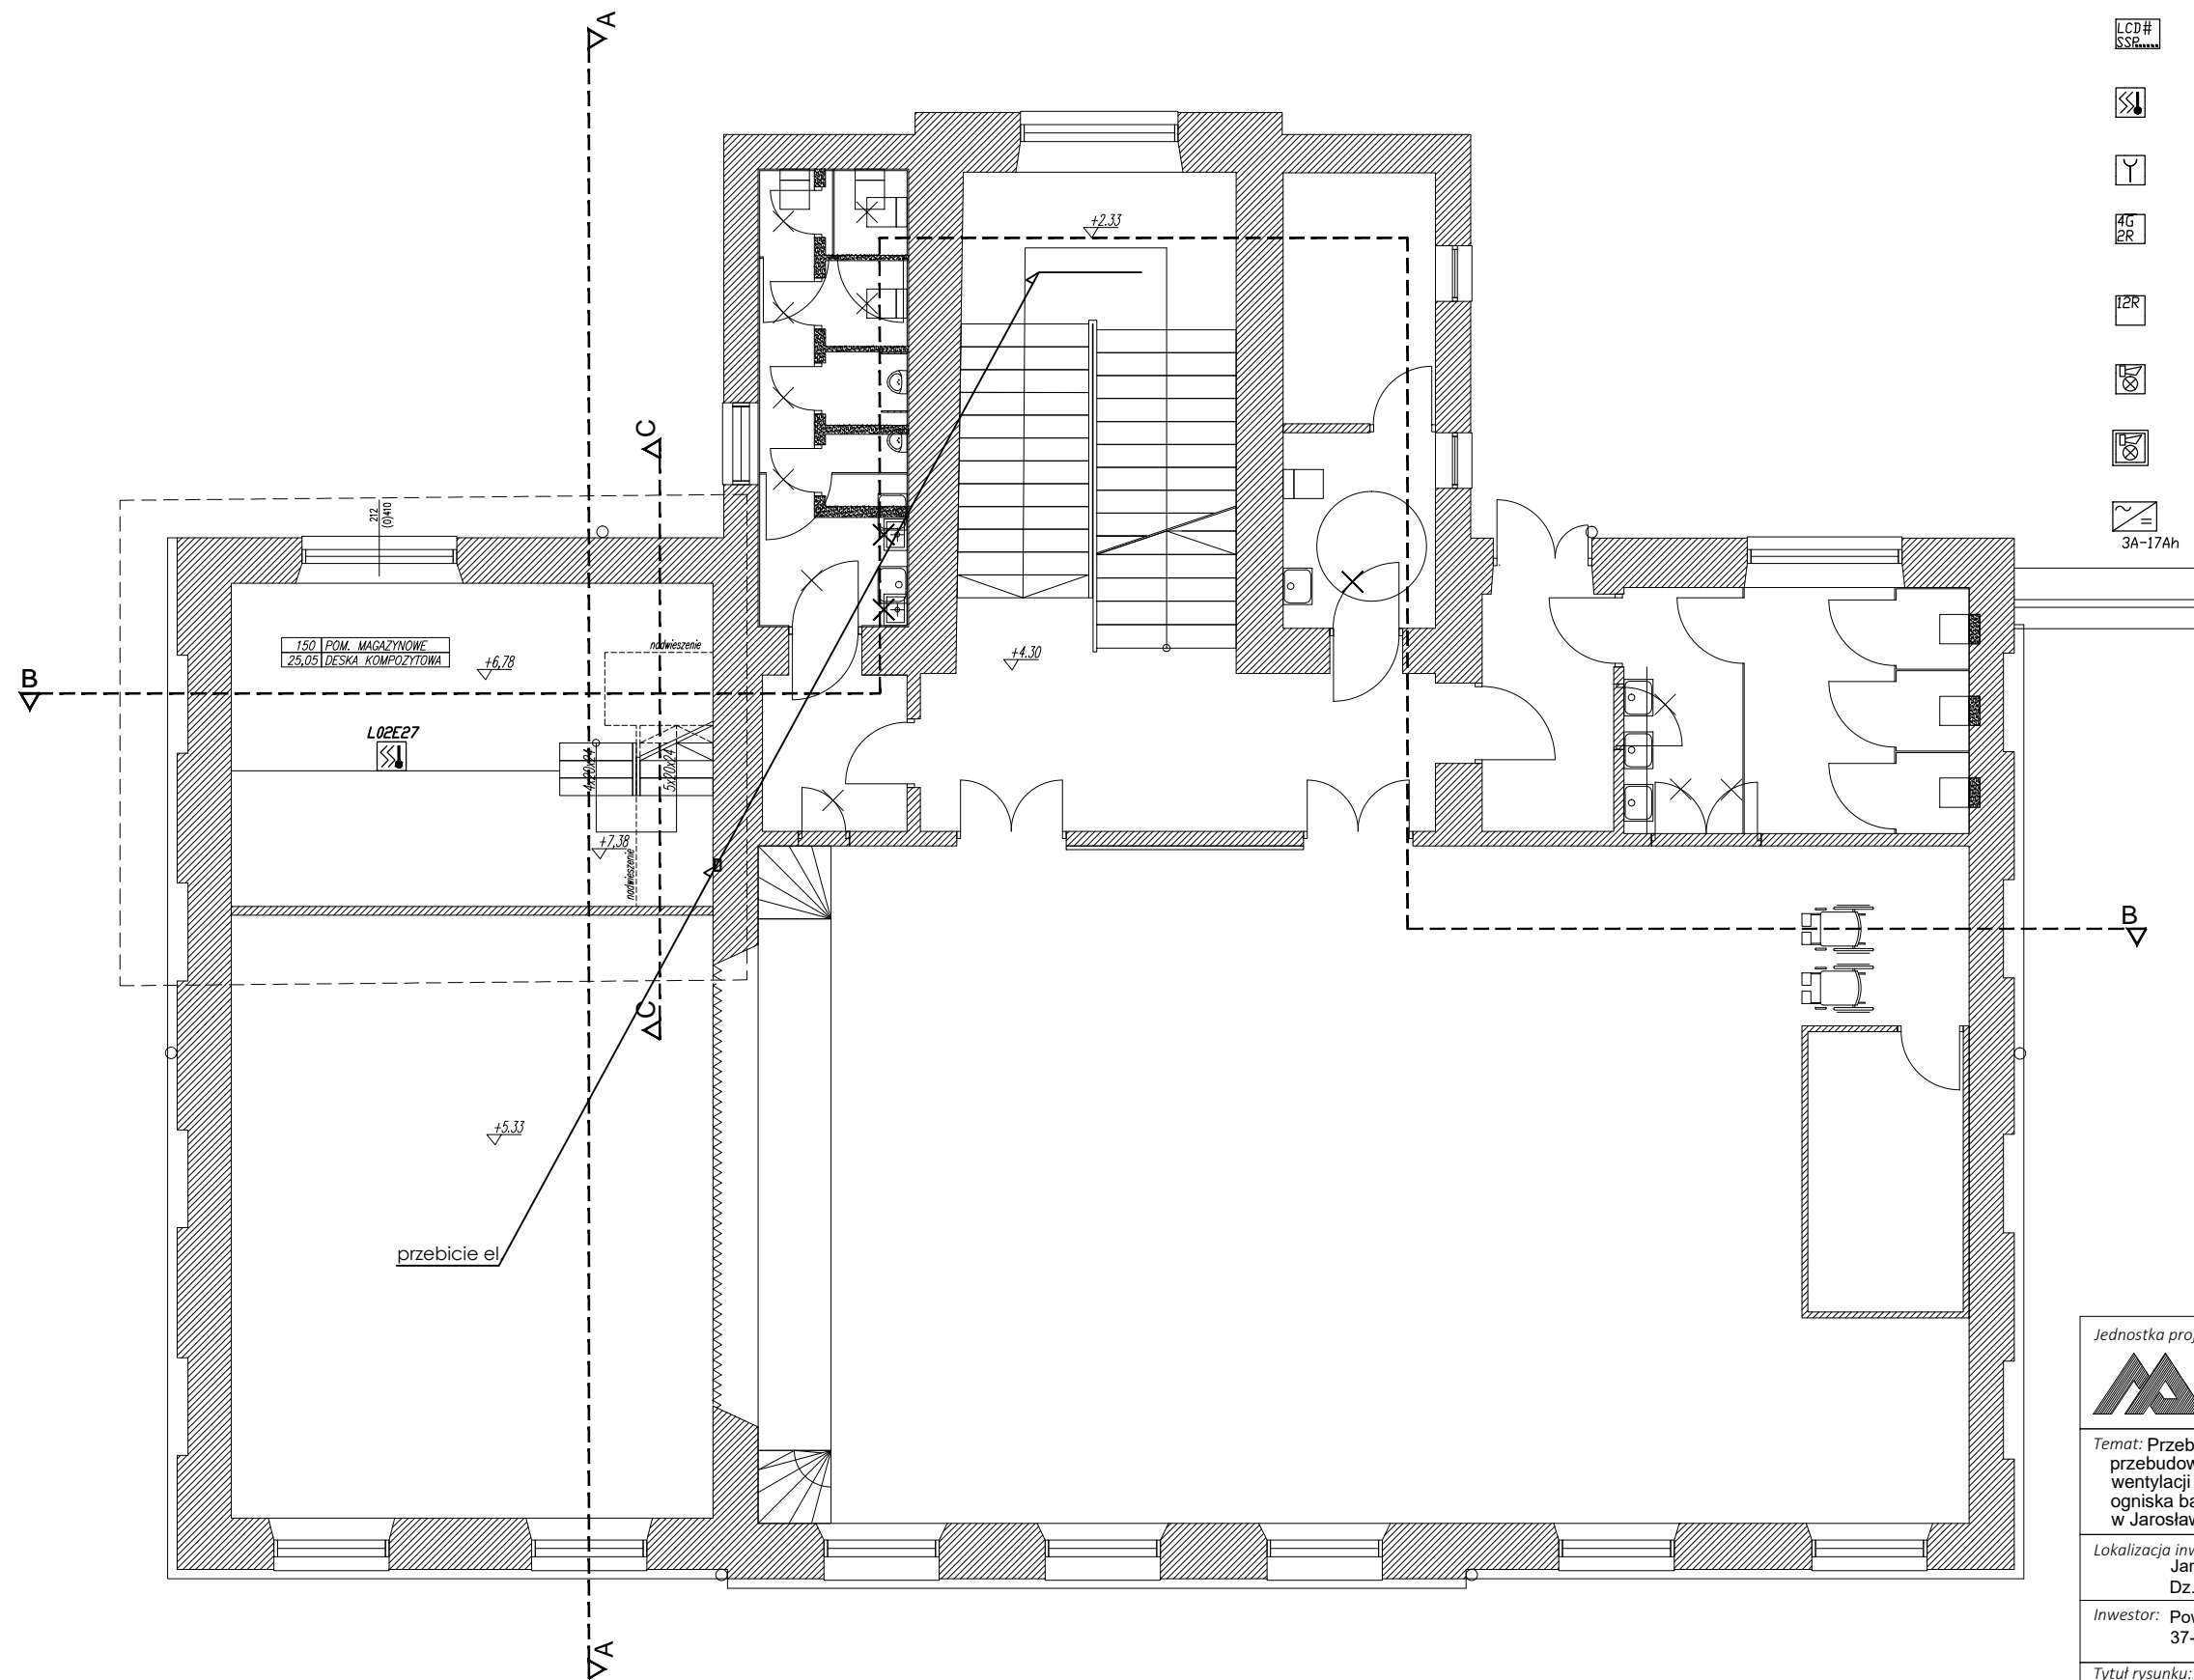 A
LCD#
SSP......
4G
2R
12R
3A-17Ah
+2.33
C
212
(0)410
150 POM. MAGAZYNOWE
25,05 DESKA KOMPOZYTOWA
+6,78
nadwieszenie
+4.30
B
L02E27
4x20x24
5x20x24
+7,38
nadwieszenie
B
C
+5.33
przebicie el.
A
Jednostka proj
Temat: Przeb
przebudow
wentylacji
ogniska ba
w Jarosław
Lokalizacja inw
Jar
Dz.
Inwestor: Pow
37-
Tytuł rysunku: